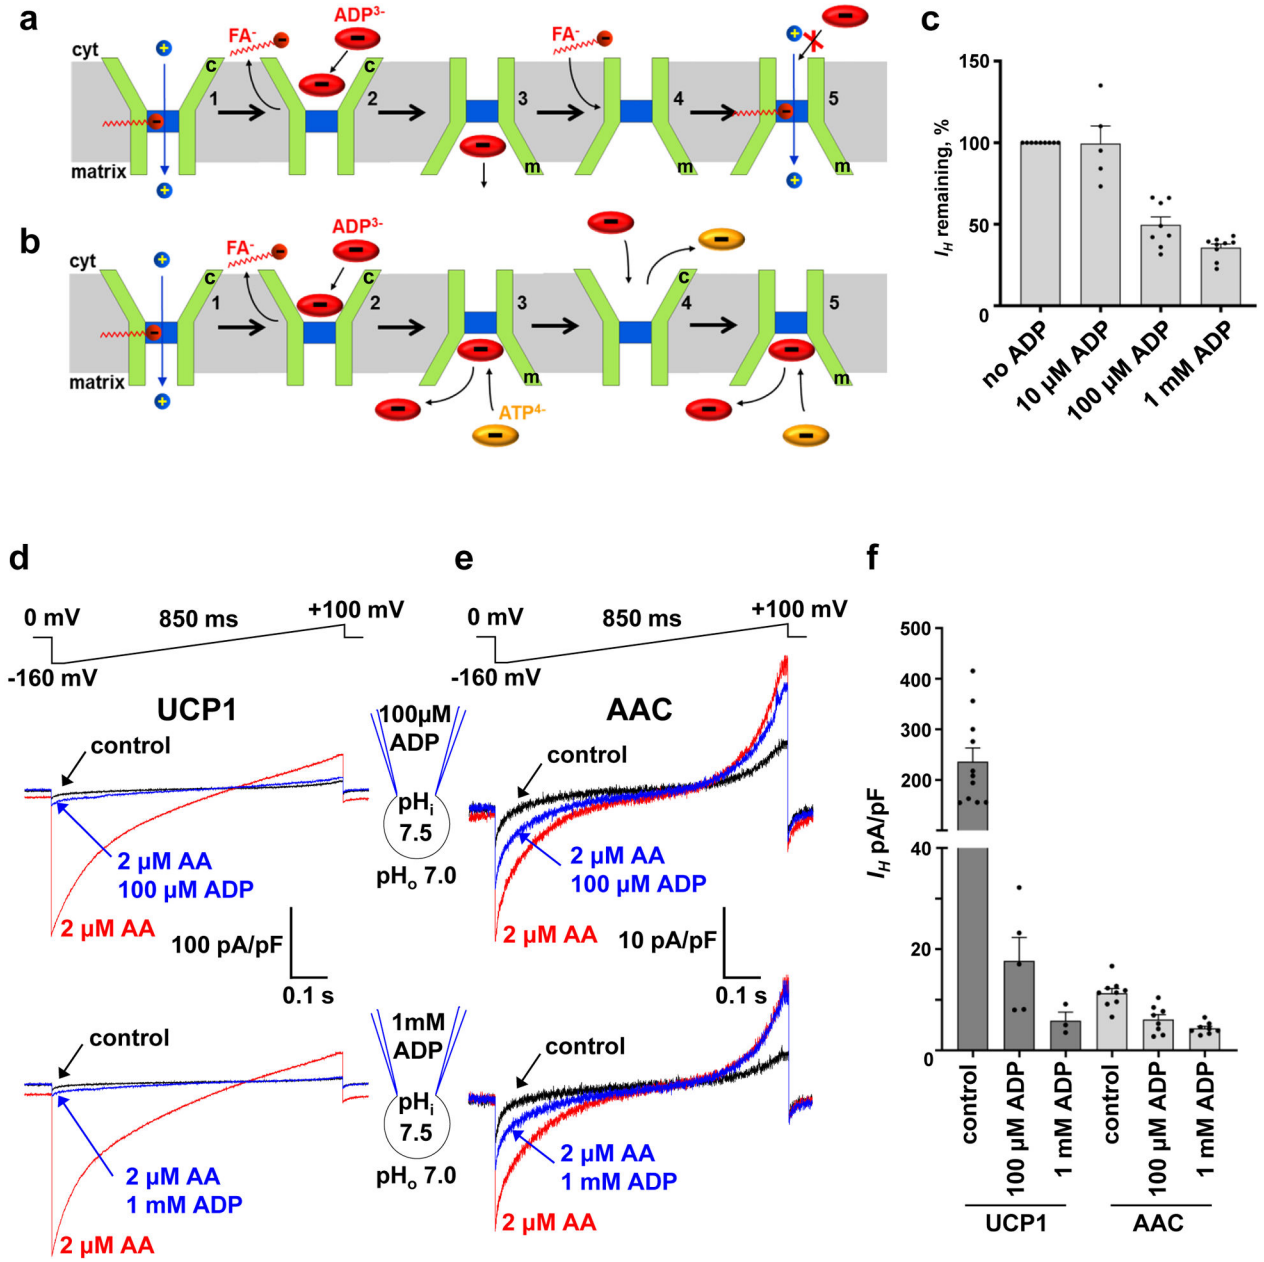 a
cyt
matrix
FA-
ADP3-
FA-
c
1
c
2
3
m
4
5
m
b
cyt
matrix
FA-
ADP3-
c
1
c
2
3
m
ATP4-
c
4
5
m
c
IH remaining, %
150
100
50
0
no ADP
10 µM ADP
100 µM ADP
1 mM ADP
d
0 mV
850 ms
+100 mV
-160 mV
UCP1
control
2 µM AA
100 µM ADP
2 µM AA
100 pA/pF
0.1 s
control
2 µM AA
1 mM ADP
2 µM AA
100µM
ADP
pHi
7.5
pHo 7.0
1mM
ADP
pHi
7.5
pHo 7.0
e
0 mV
850 ms
+100 mV
-160 mV
AAC
control
2 µM AA
100 µM ADP
2 µM AA
10 pA/pF
0.1 s
control
2 µM AA
1 mM ADP
2 µM AA
f
IH pA/pF
500
400
300
200
40
20
0
control
100 µM ADP
1 mM ADP
control
100 µM ADP
1 mM ADP
UCP1
AAC